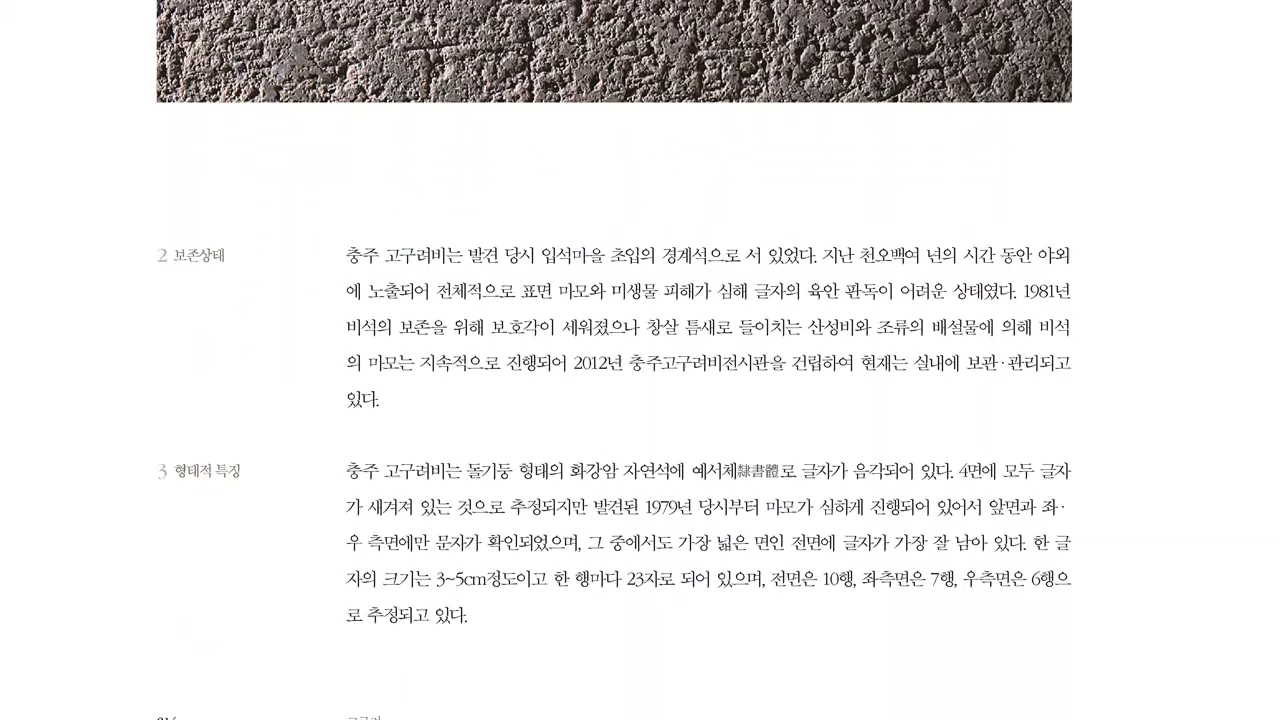 2 보존상태
충주 고구려비는 발견 당시 입석마을 초입의 경계석으로 서 있었다. 지난 천오백여 년의 시간 동안 야외
에 노출되어 전체적으로 표면 마모와 미생물 피해가 심해 글자의 육안 판독이 어려운 상태였다. 1981년
비석의 보존을 위해 보호각이 세워졌으나 창살 틈새로 들이치는 산성비와 조류의 배설물에 의해 비석
의 마모는 지속적으로 진행되어 2012년 충주고구려비전시관을 건립하여 현재는 실내에 보관·관리되고
있다.
3 형태적 특징
충주 고구려비는 돌기둥 형태의 화강암 자연석에 예서체隸書體로 글자가 음각되어 있다. 4면에 모두 글자
가 새겨져 있는 것으로 추정되지만 발견된 1979년 당시부터 마모가 심하게 진행되어 있어서 앞면과 좌·
우 측면에만 문자가 확인되었으며, 그 중에서도 가장 넓은 면인 전면에 글자가 가장 잘 남아 있다. 한 글
자의 크기는 3~5cm정도이고 한 행마다 23자로 되어 있으며, 전면은 10행, 좌측면은 7행, 우측면은 6행으
로 추정되고 있다.